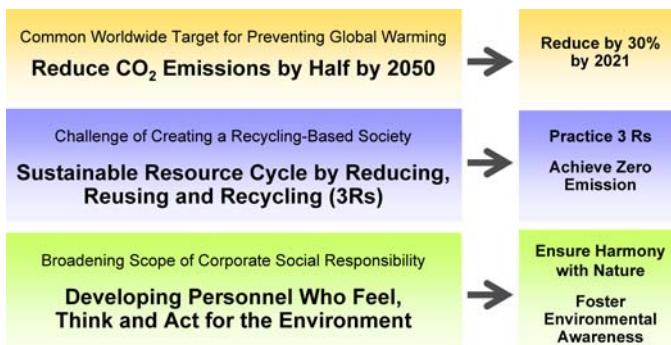 Common Worldwide Target for Preventing Global Warming
Reduce CO₂ Emissions by Half by 2050
Reduce by 30%
by 2021
Challenge of Creating a Recycling-Based Society
Sustainable Resource Cycle by Reducing,
Reusing and Recycling (3Rs)
Practice 3 Rs
Achieve Zero
Emission
Broadening Scope of Corporate Social Responsibility
Developing Personnel Who Feel,
Think and Act for the Environment
Ensure Harmony
with Nature
Foster
Environmental
Awareness